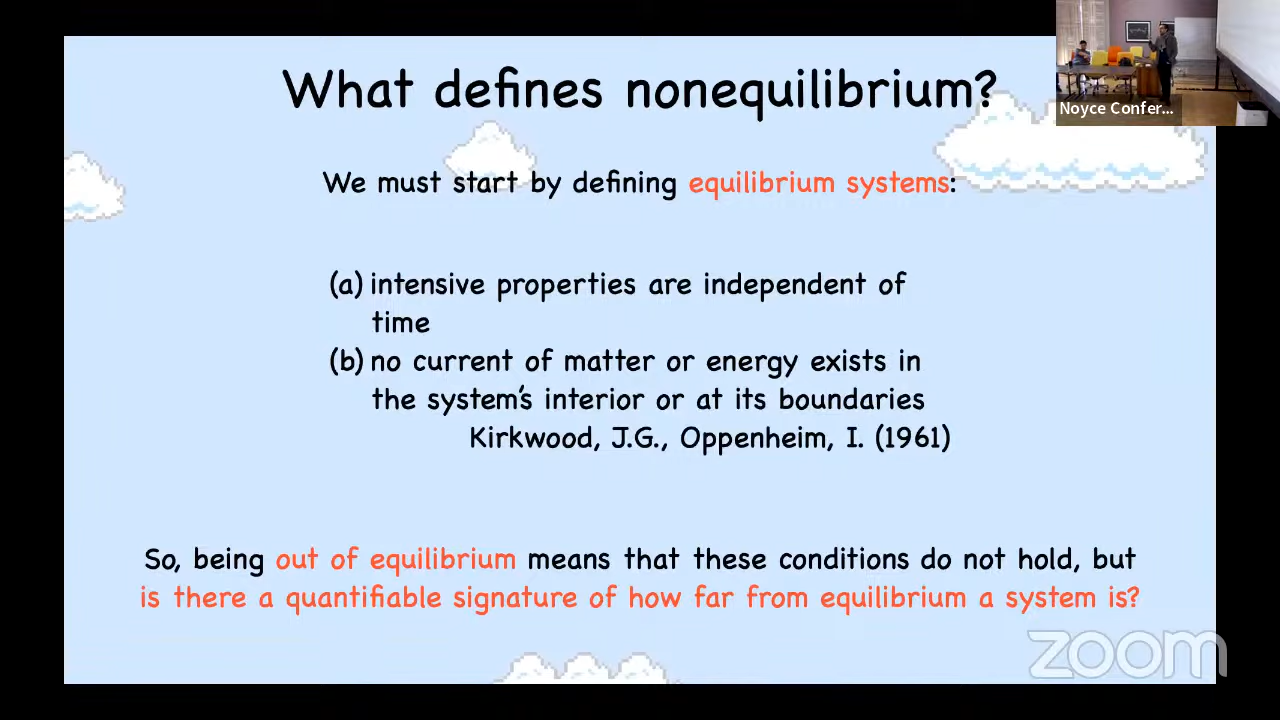 What defines nonequilibrium?
Noyce Confer...
We must start by defining equilibrium systems:
(a) intensive properties are independent of
time
(b) no current of matter or energy exists in
the system's interior or at its boundaries
Kirkwood, J.G., Oppenheim, I. (1961)
So, being out of equilibrium means that these conditions do not hold, but
is there a quantifiable signature of how far from equilibrium a system is?
zoom